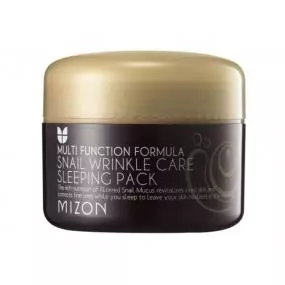 MULTI FUNCTION FORMULA
SNAIL WRINKLE CARE
SLEEPING PACK
The rich nutrition of Filtered Snail Mucus revitalizes
corrects fine lines while you sleep to leave your skin
MIZON